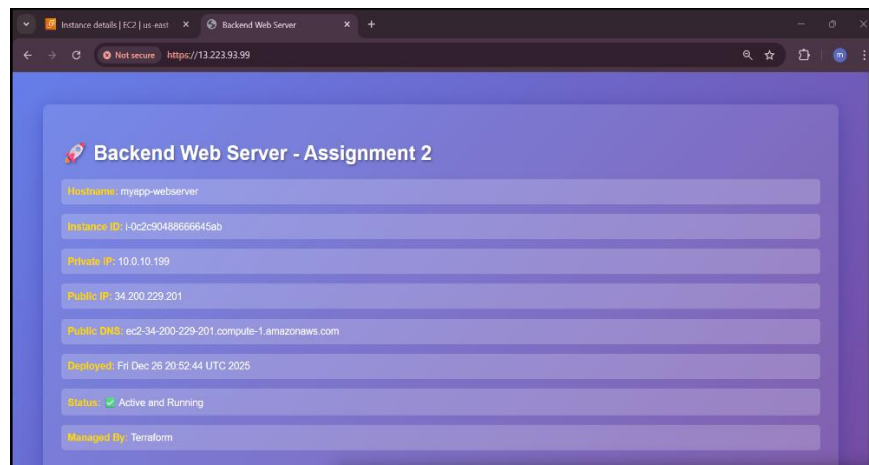 Instance details | EC2 | us-east
Backend Web Server
Not secure https://13.223.93.99
m
🚀 Backend Web Server - Assignment 2
Hostname: myapp-webserver
Instance ID: i-0c2c90488666645ab
Private IP: 10.0.10.199
Public IP: 34.200.229.201
Public DNS: ec2-34-200-229-201.compute-1.amazonaws.com
Deployed: Fri Dec 26 20:52:44 UTC 2025
Status: ✅ Active and Running
Managed By: Terraform